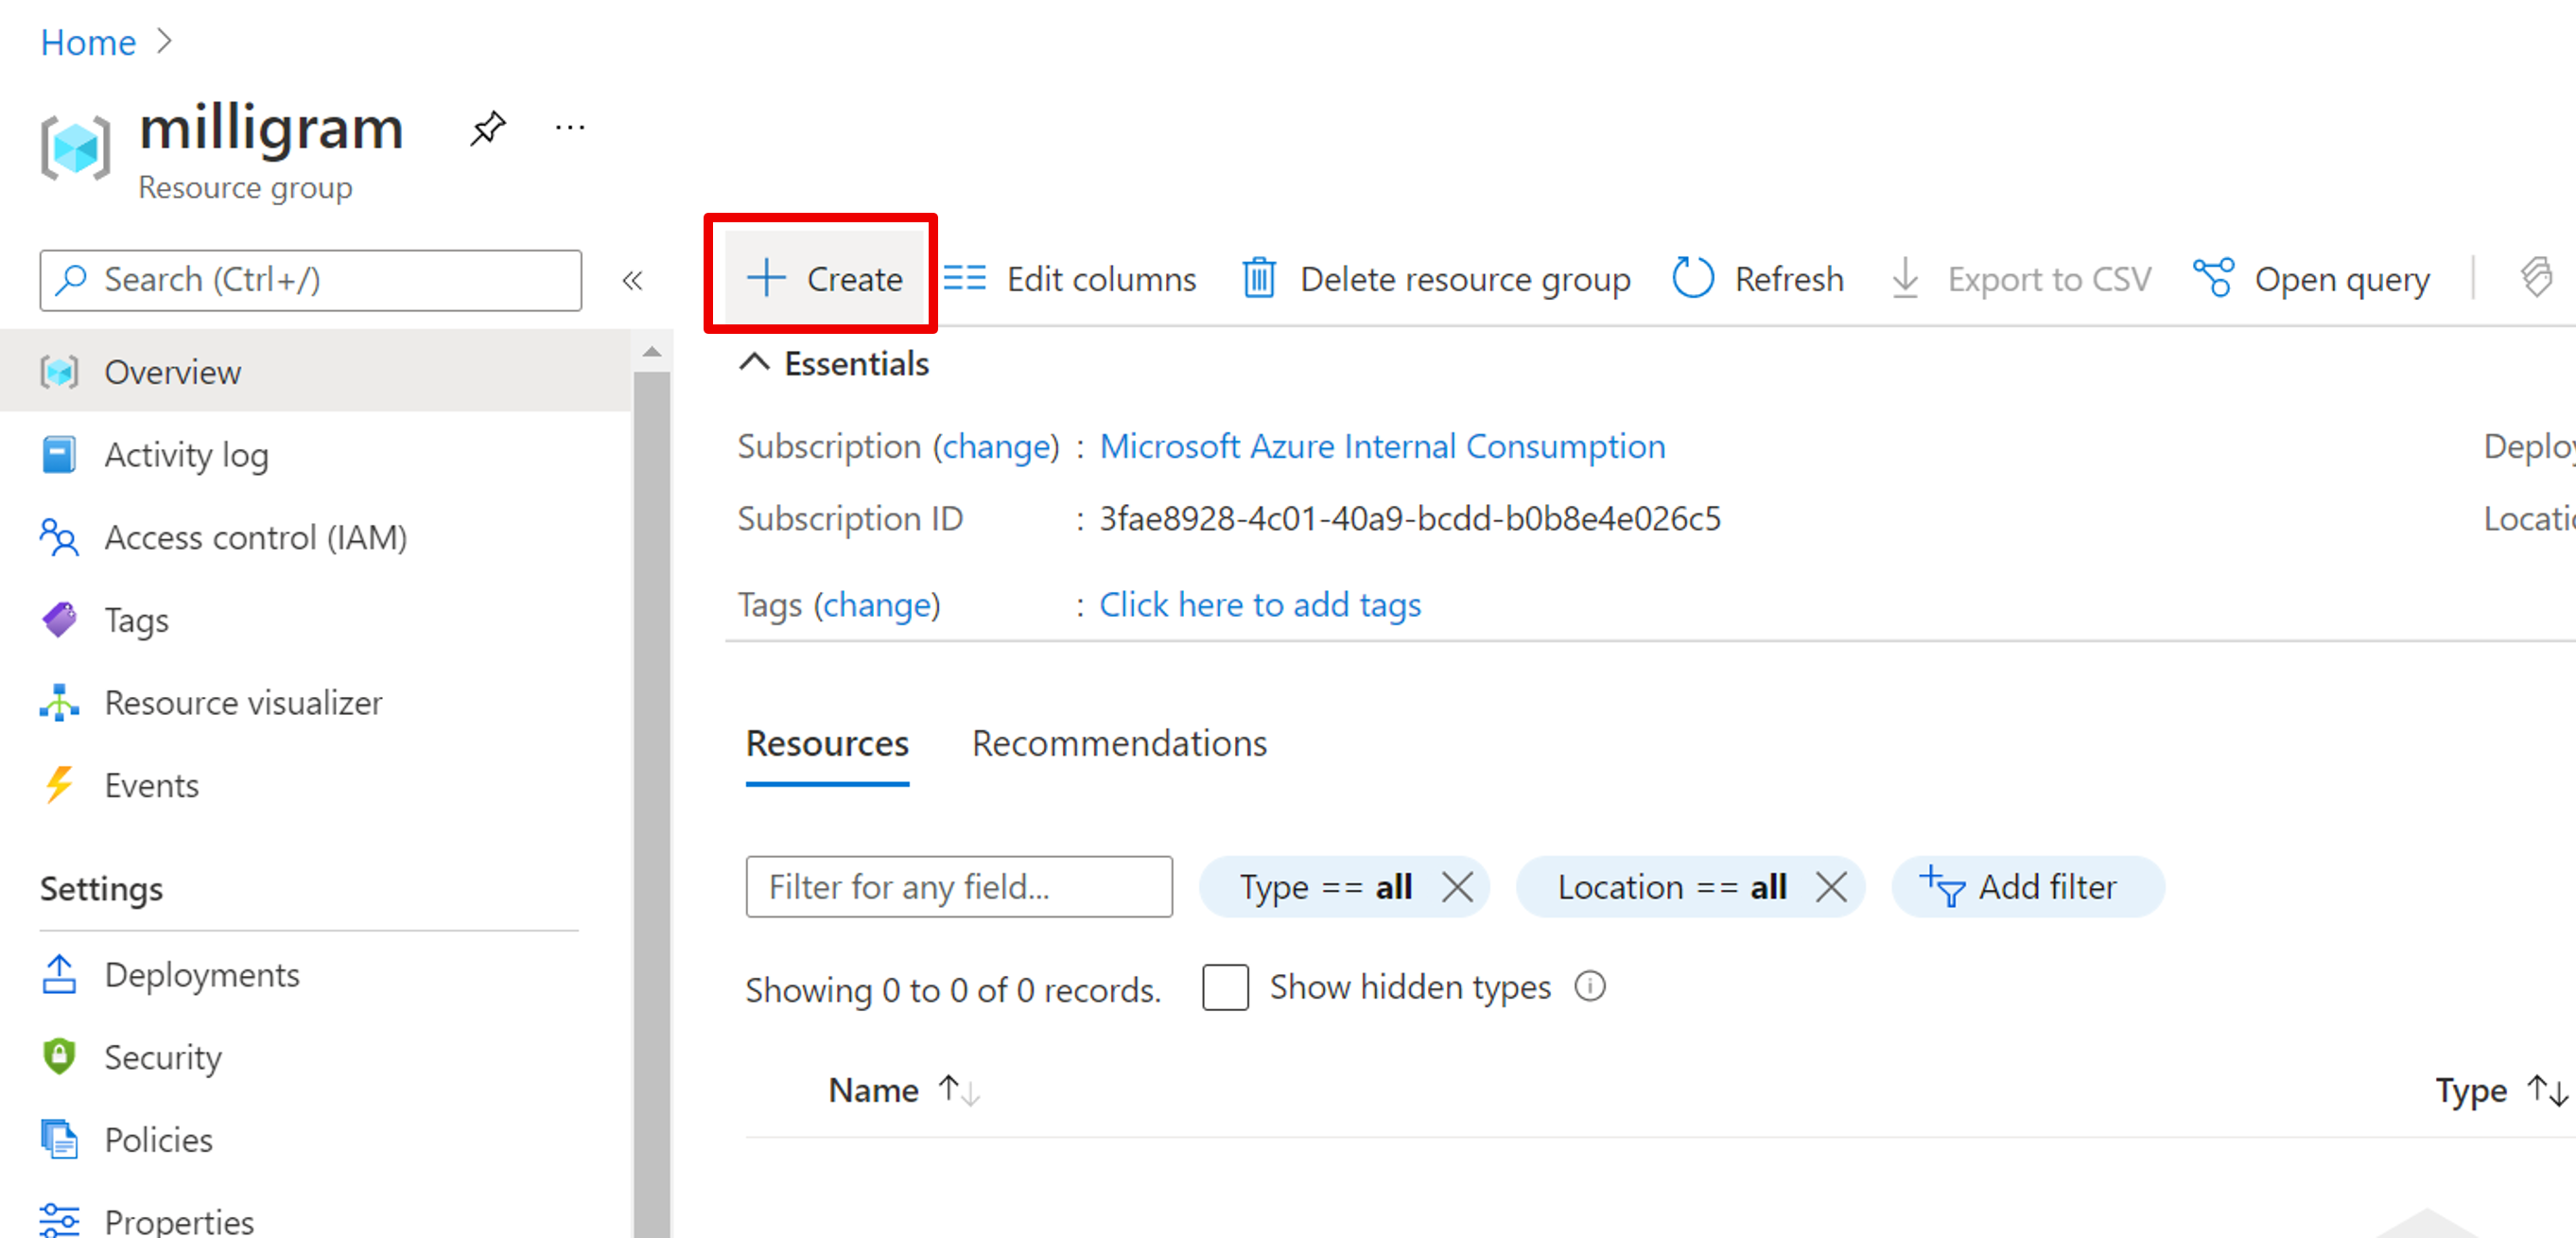 Home
milligram
Resource group
Search (Ctrl+/)
Create
Edit columns
Delete resource group
Refresh
Export to CSV
Open query
Overview
Activity log
Access control (IAM)
Tags
Resource visualizer
Events
Settings
Deployments
Security
Policies
Properties
Essentials
Subscription (change) : Microsoft Azure Internal Consumption
Subscription ID : 3fae8928-4c01-40a9-bcdd-b0b8e4e026c5
Tags (change) : Click here to add tags
Resources
Recommendations
Filter for any field...
Type == all
Location == all
Add filter
Showing 0 to 0 of 0 records.
Show hidden types
Name
Type